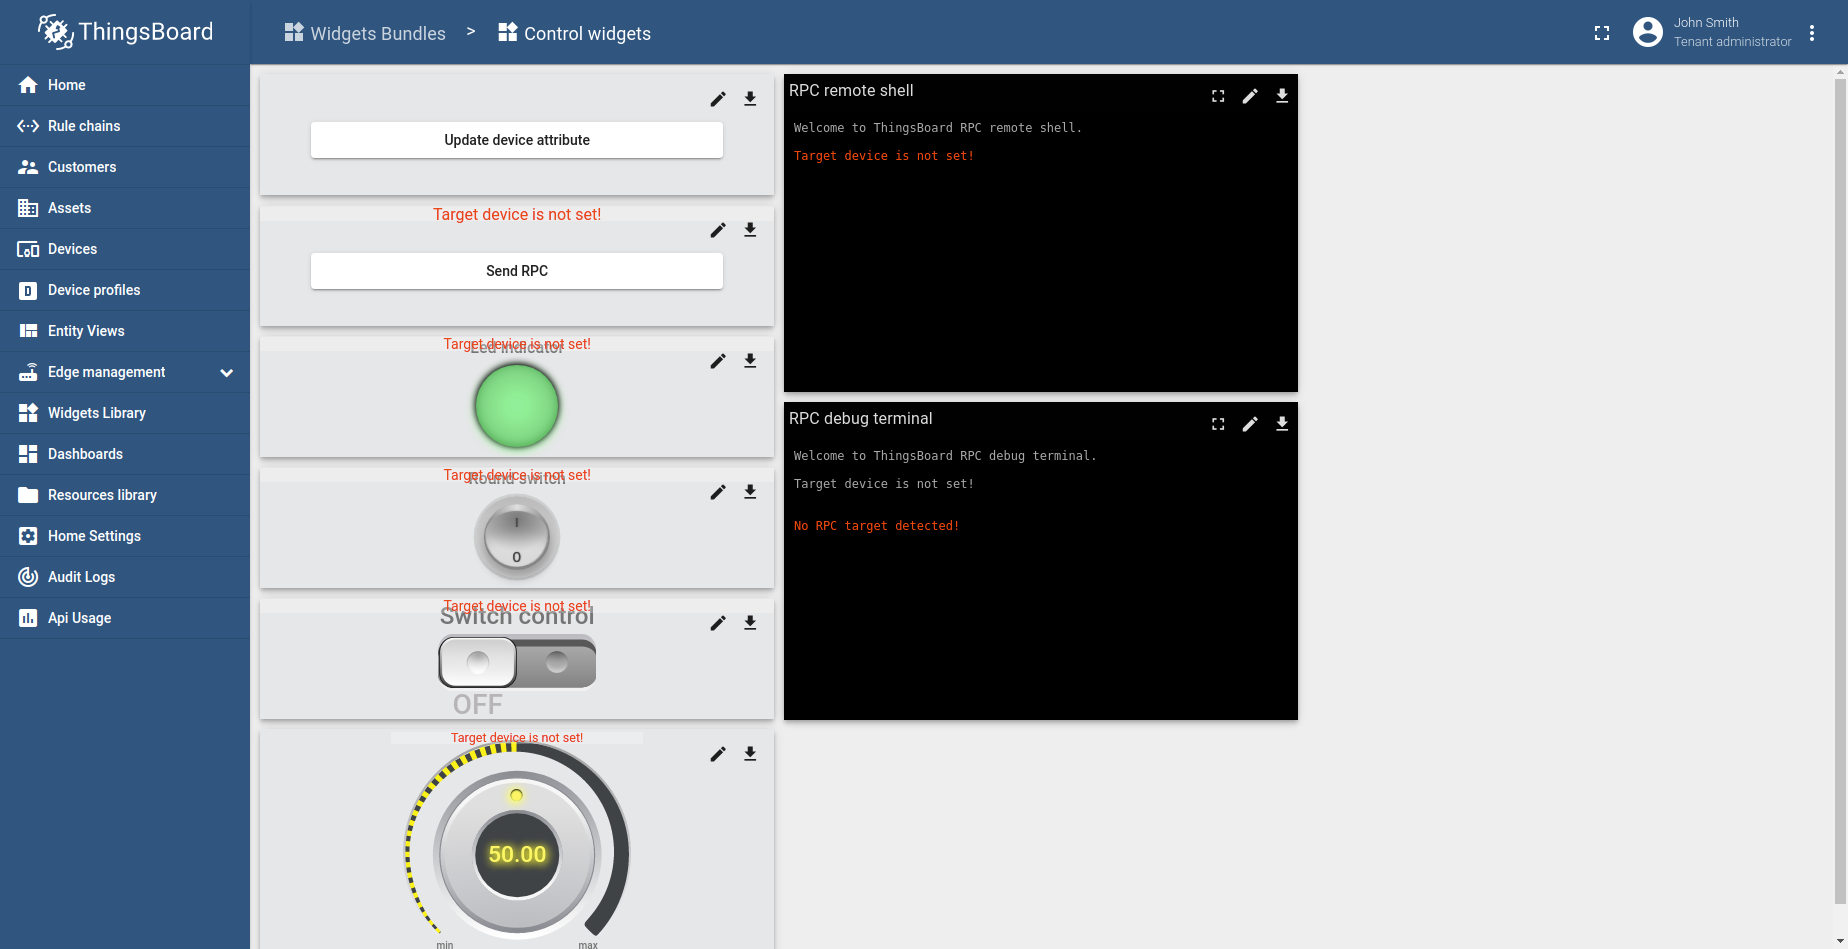 ThingsBoard
Widgets Bundles > Control widgets
John Smith
Tenant administrator
Home
Rule chains
Customers
Assets
Devices
Device profiles
Entity Views
Edge management
Widgets Library
Dashboards
Resources library
Home Settings
Audit Logs
Api Usage
Update device attribute
Target device is not set!
Send RPC
Target device is not set!
Led indicator
Target device is not set!
Round switch
I
0
Target device is not set!
Switch control
OFF
Target device is not set!
50.00
min max
RPC remote shell
Welcome to ThingsBoard RPC remote shell.
Target device is not set!
RPC debug terminal
Welcome to ThingsBoard RPC debug terminal.
Target device is not set!
No RPC target detected!